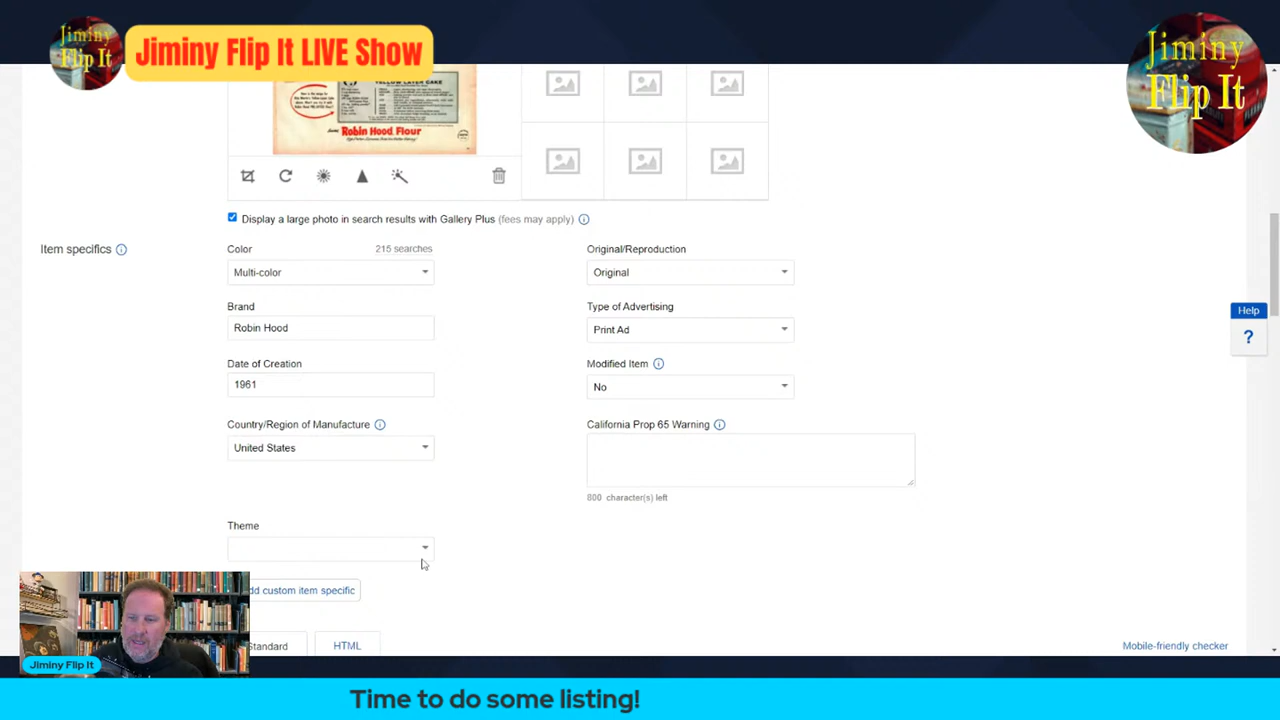 Jiminy
Flip It
Jiminy Flip It LIVE Show
Jiminy
Flip It
YELLOW LAYER CAKE
Robin Hood Flour
Display a large photo in search results with Gallery Plus (fees may apply)
Item specifics
Color 215 searches
Multi-color
Original/Reproduction
Original
Brand
Robin Hood
Type of Advertising
Print Ad
Date of Creation
1961
Modified Item
No
Country/Region of Manufacture
United States
California Prop 65 Warning
800 character(s) left
Theme
dd custom item specific
Standard
HTML
Mobile-friendly checker
Help
?
Jiminy Flip It
Time to do some listing!